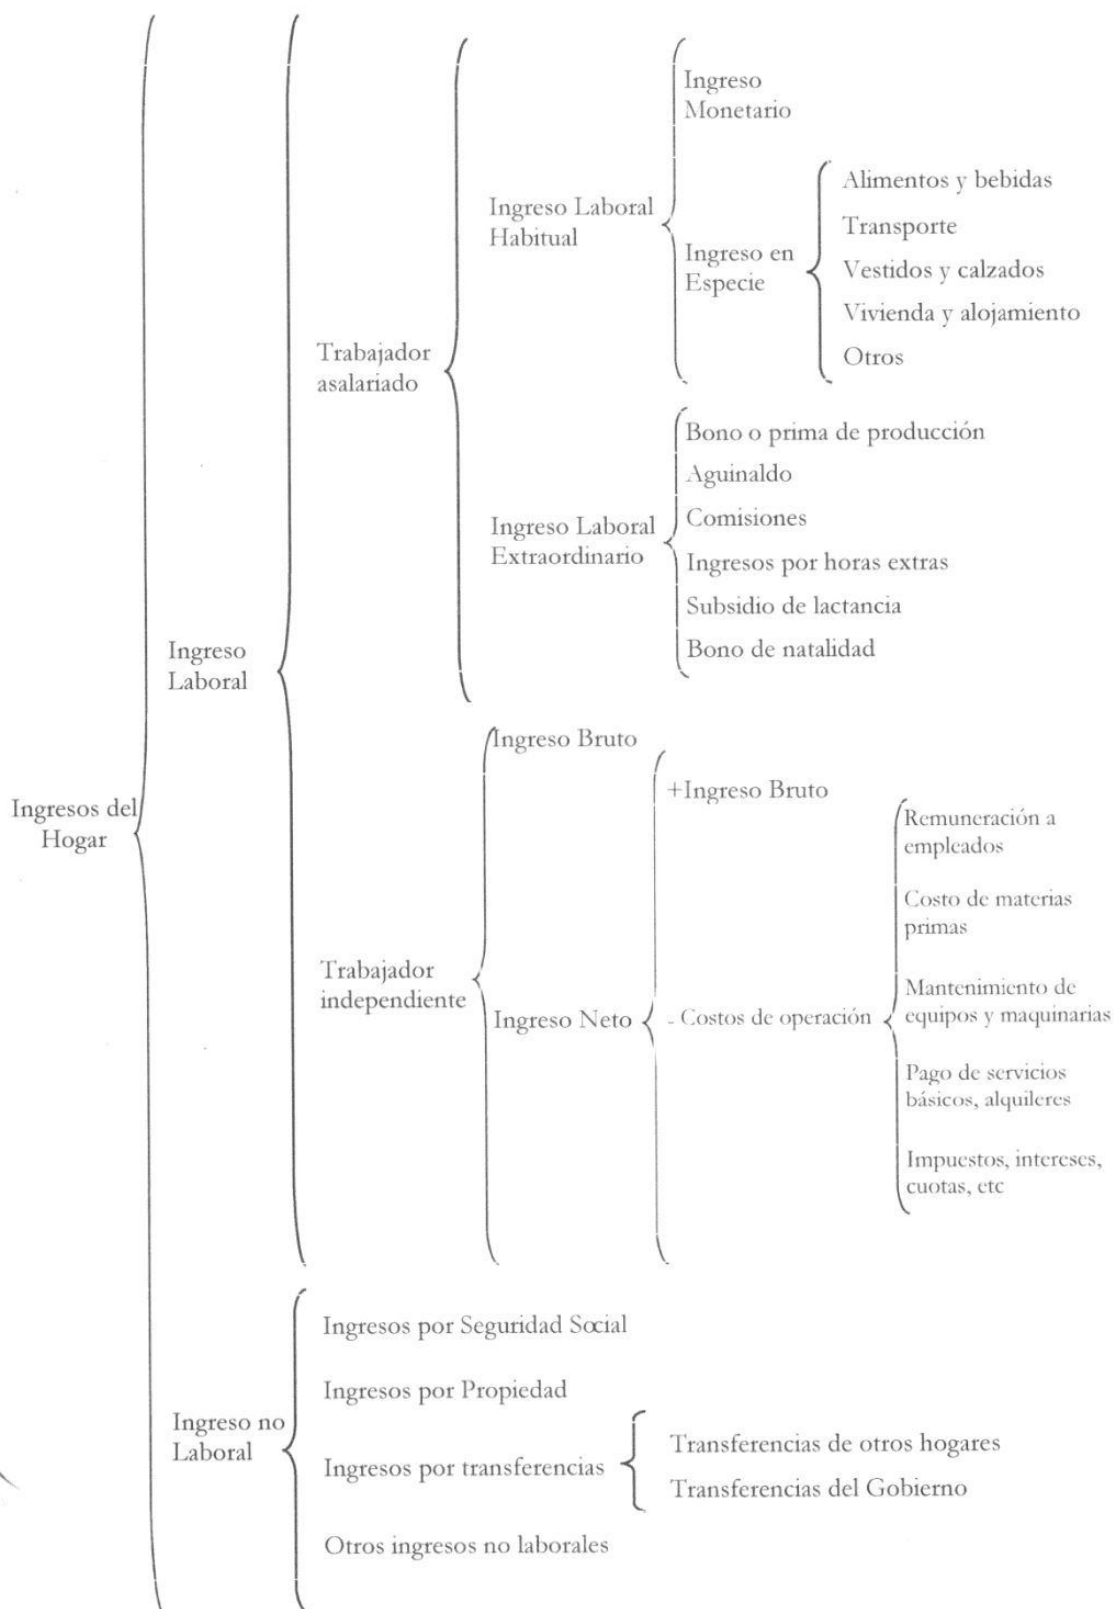 Ingreso
Monetario
Alimentos y bebidas
Ingreso Laboral
Habitual
Transporte
Ingreso en
Especie
Vestidos y calzados
Vivienda y alojamiento
Otros
Trabajador
asalariado
Bono o prima de producción
Aguinaldo
Comisiones
Ingreso Laboral
Extraordinario
Ingresos por horas extras
Subsidio de lactancia
Bono de natalidad
Ingreso
Laboral
Ingreso Bruto
+Ingreso Bruto
Ingresos del
Hogar
Remuneración a
empleados
Costo de materias
primas
Trabajador
independiente
Mantenimiento de
equipos y maquinarias
Ingreso Neto
- Costos de operación
Pago de servicios
básicos, alquileres
Impuestos, intereses,
cuotas, etc
Ingresos por Seguridad Social
Ingresos por Propiedad
Ingreso no
Laboral
Ingresos por transferencias
Transferencias de otros hogares
Transferencias del Gobierno
Otros ingresos no laborales